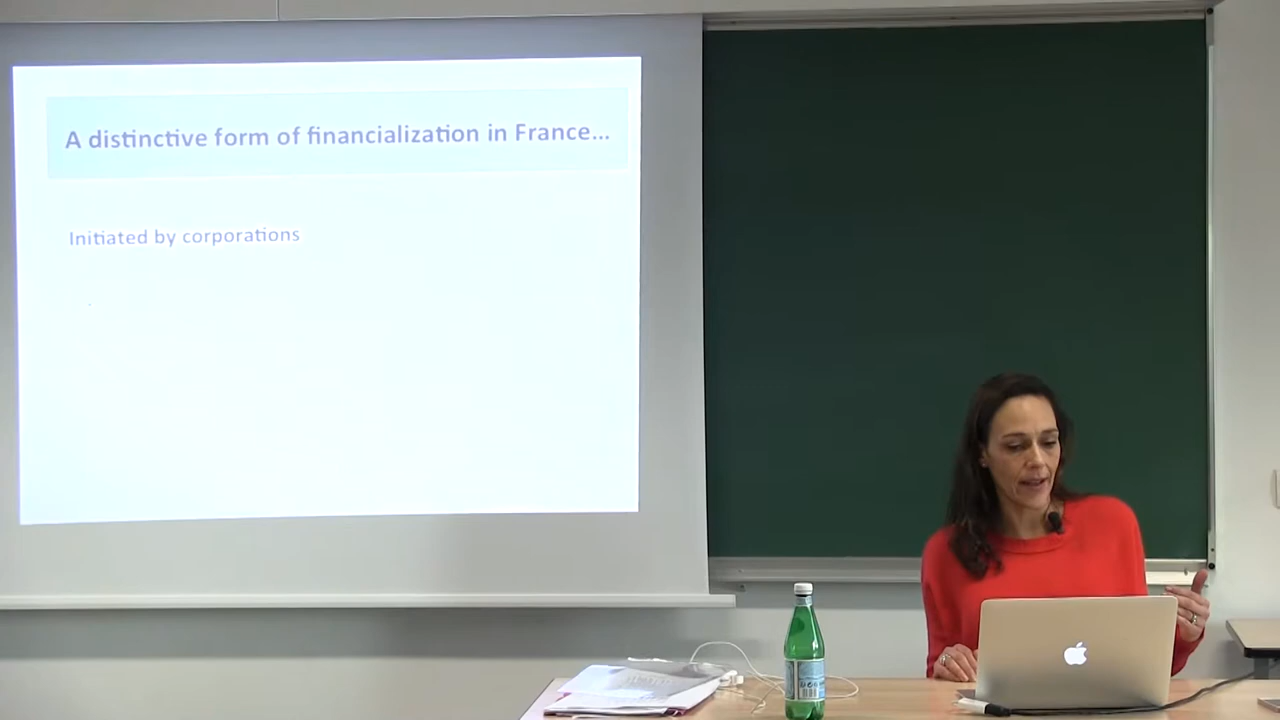 A distinctive form of financialization in France...
Initiated by corporations